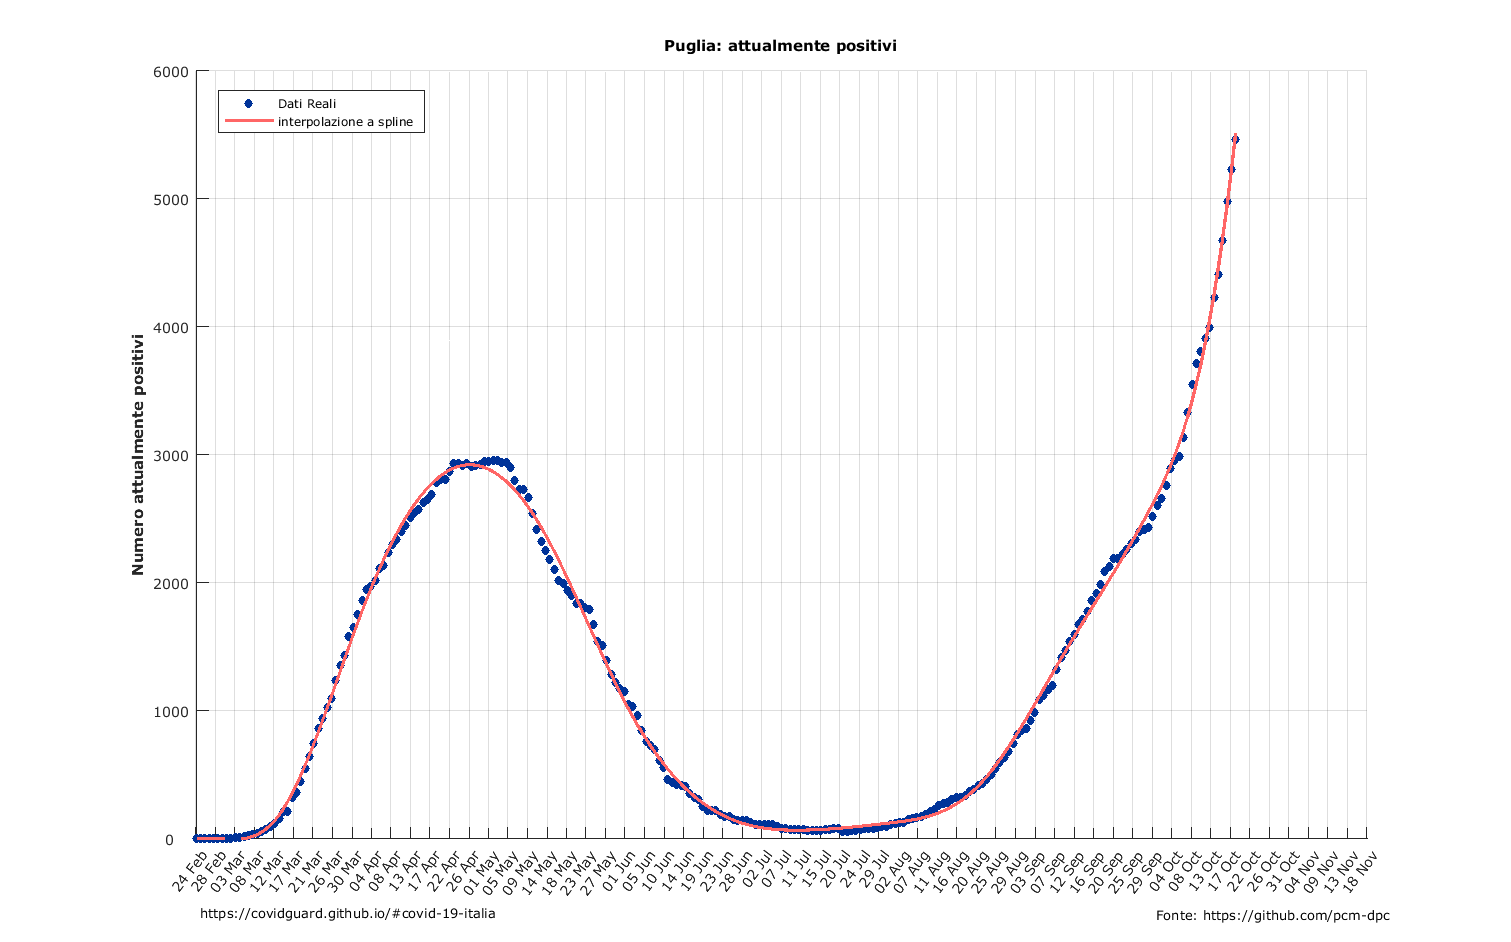 Puglia: attualmente positivi
6000
5000
4000
3000
2000
1000
0
Numero attualmente positivi
Dati Reali
interpolazione a spline
24 Feb
28 Feb
03 Mar
08 Mar
12 Mar
17 Mar
21 Mar
26 Mar
30 Mar
04 Apr
08 Apr
13 Apr
17 Apr
22 Apr
26 Apr
01 May
05 May
09 May
14 May
18 May
23 May
27 May
01 Jun
05 Jun
10 Jun
14 Jun
19 Jun
23 Jun
28 Jun
02 Jul
07 Jul
11 Jul
15 Jul
20 Jul
24 Jul
29 Jul
02 Aug
07 Aug
11 Aug
16 Aug
20 Aug
25 Aug
29 Aug
03 Sep
07 Sep
12 Sep
16 Sep
20 Sep
25 Sep
29 Sep
04 Oct
08 Oct
13 Oct
17 Oct
22 Oct
26 Oct
31 Oct
04 Nov
09 Nov
13 Nov
18 Nov
https://covidguard.github.io/#covid-19-italia
Fonte: https://github.com/pcm-dpc